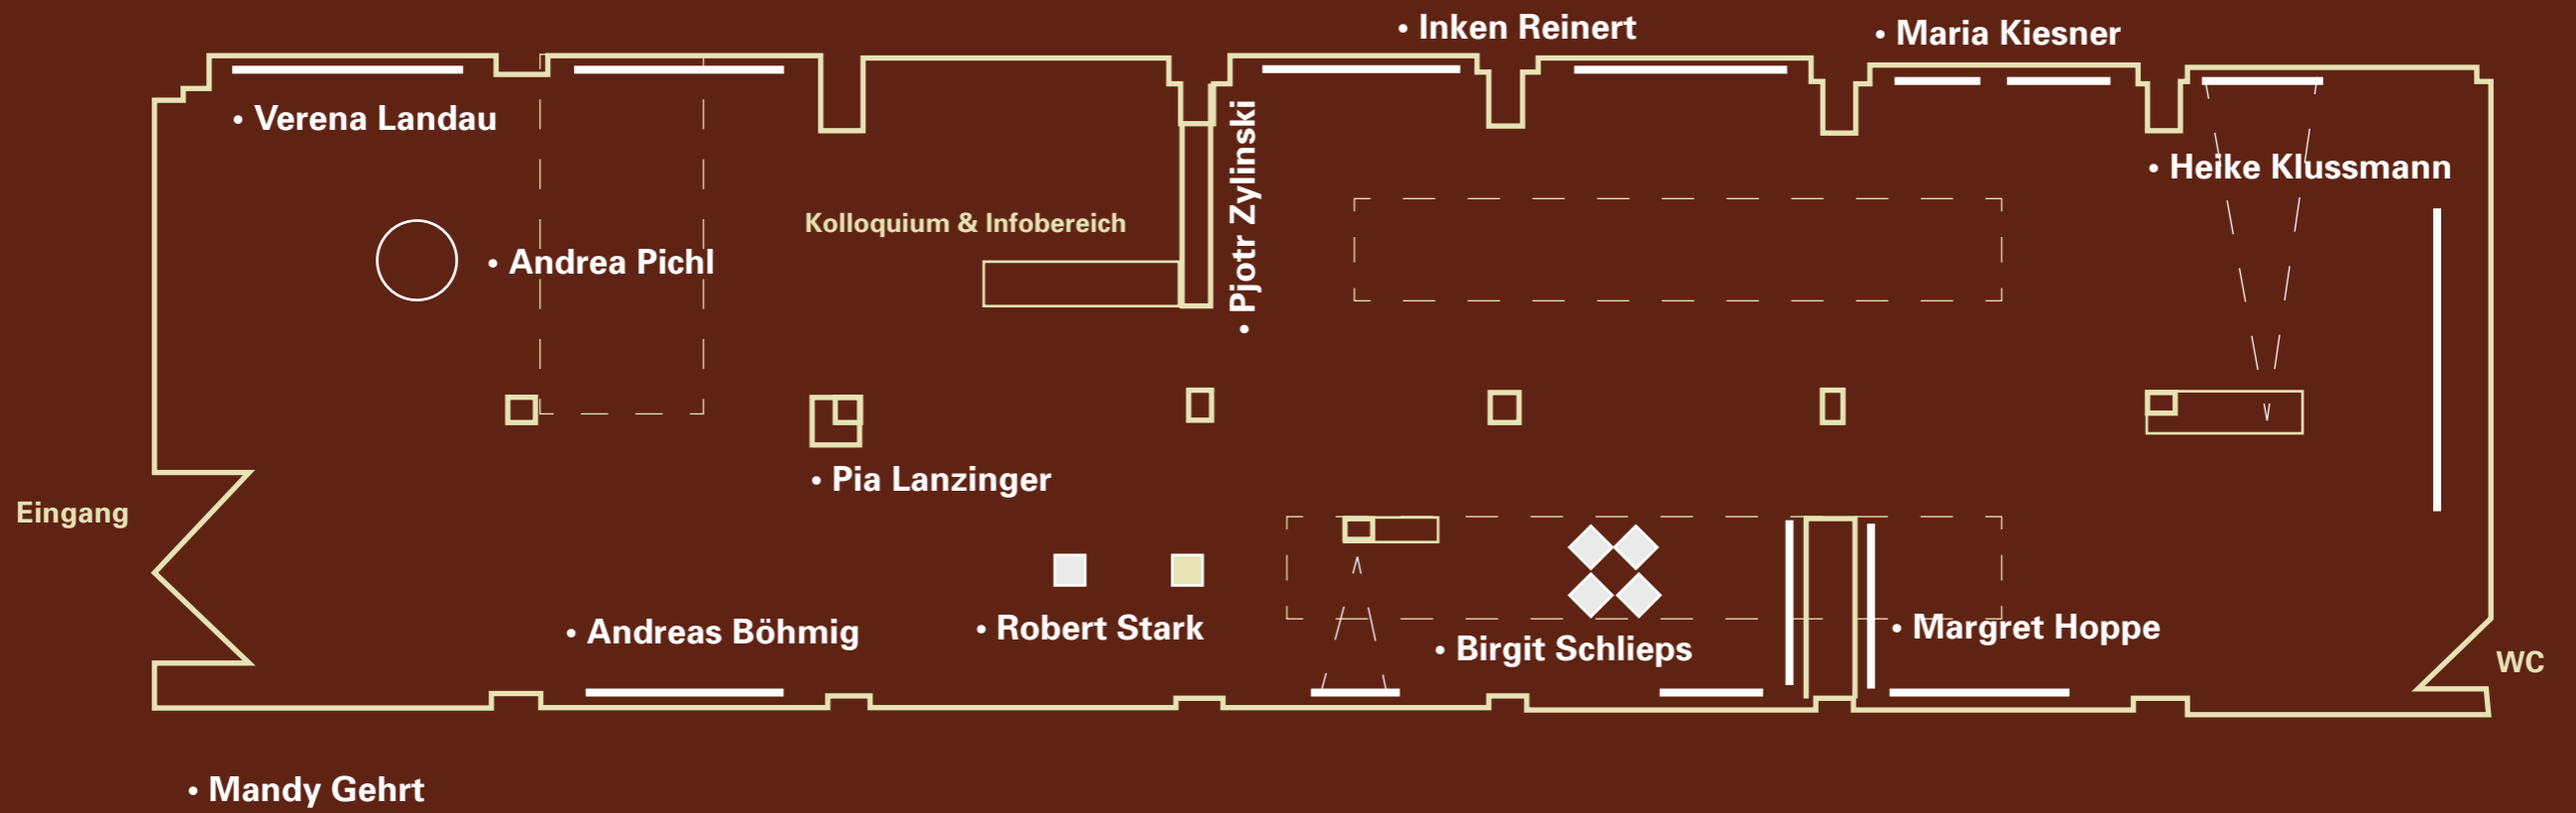 • Inken Reinert
• Maria Kiesner
• Verena Landau
• Pjotr Zylinski
• Heike Klussmann
Kolloquium & Infobereich
• Andrea Pichl
• Pia Lanzinger
Eingang
• Andreas Böhmig
• Robert Stark
• Birgit Schlieps
• Margret Hoppe
WC
• Mandy Gehrt